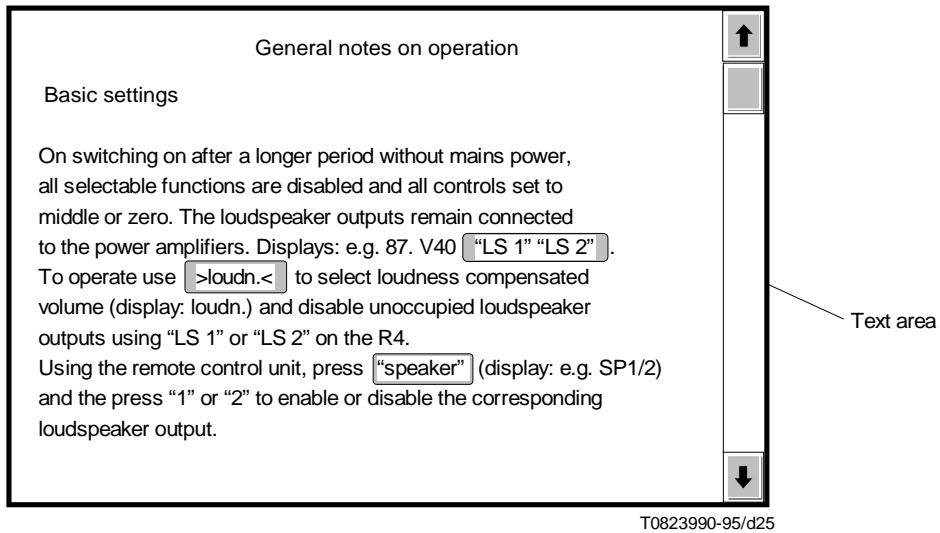 General notes on operation
Basic settings
On switching on after a longer period without mains power,
all selectable functions are disabled and all controls set to
middle or zero. The loudspeaker outputs remain connected
to the power amplifiers. Displays: e.g. 87. V40 “LS 1” “LS 2” .
To operate use >loudn.< to select loudness compensated
volume (display: loudn.) and disable unoccupied loudspeaker
outputs using “LS 1” or “LS 2” on the R4.
Using the remote control unit, press “speaker” (display: e.g. SP1/2)
and the press “1” or “2” to enable or disable the corresponding
loudspeaker output.
Text area
T0823990-95/d25